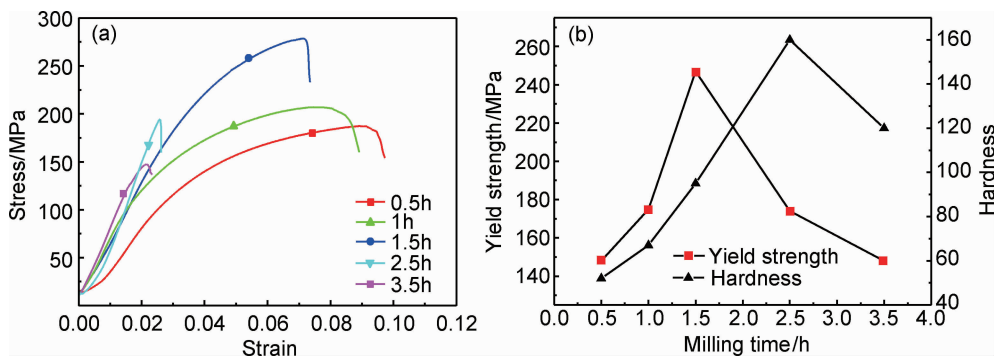 (a)
Stress/MPa
300
250
200
150
100
50
0
0.00 0.02 0.04 0.06 0.08 0.10 0.12
Strain
0.5h
1h
1.5h
2.5h
3.5h
(b)
Yield strength/MPa
260
240
220
200
180
160
140
0.0 0.5 1.0 1.5 2.0 2.5 3.0 3.5 4.0
Milling time/h
Yield strength
Hardness
160
140
120
100
80
60
40
Hardness